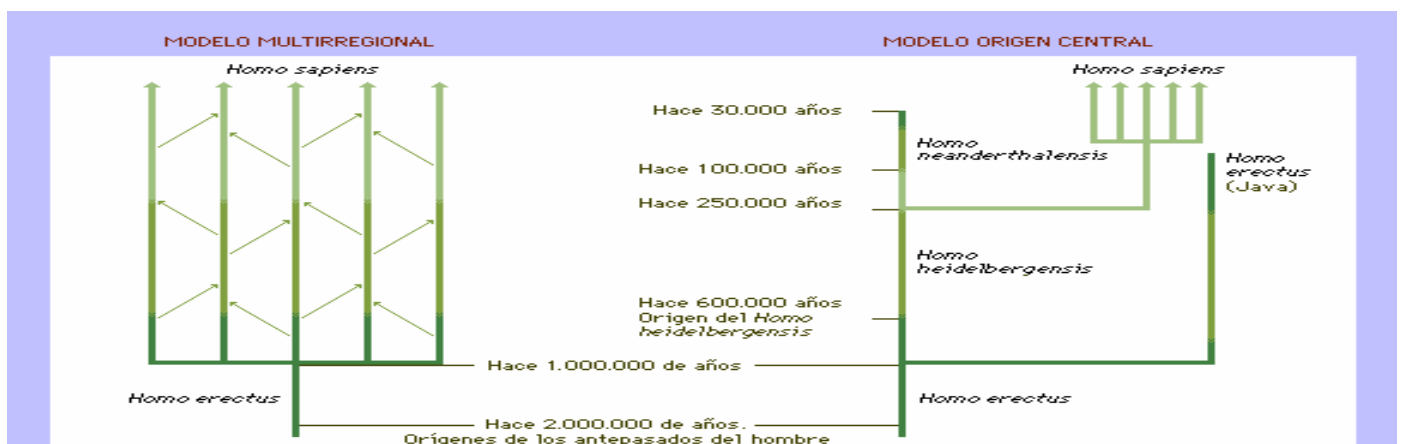 MODELO MULTIRREGIONAL
Homo sapiens
Homo erectus
MODELO ORIGEN CENTRAL
Homo sapiens
Hace 30.000 años
Homo
neanderthalensis
Homo
erectus
(Java)
Hace 100.000 años
Hace 250.000 años
Homo
heidelbergensis
Hace 600.000 años
Origen del Homo
heidelbergensis
Hace 1.000.000 de años
Homo erectus
Hace 2.000.000 de años.
Orígenes de los antepasados del hombre